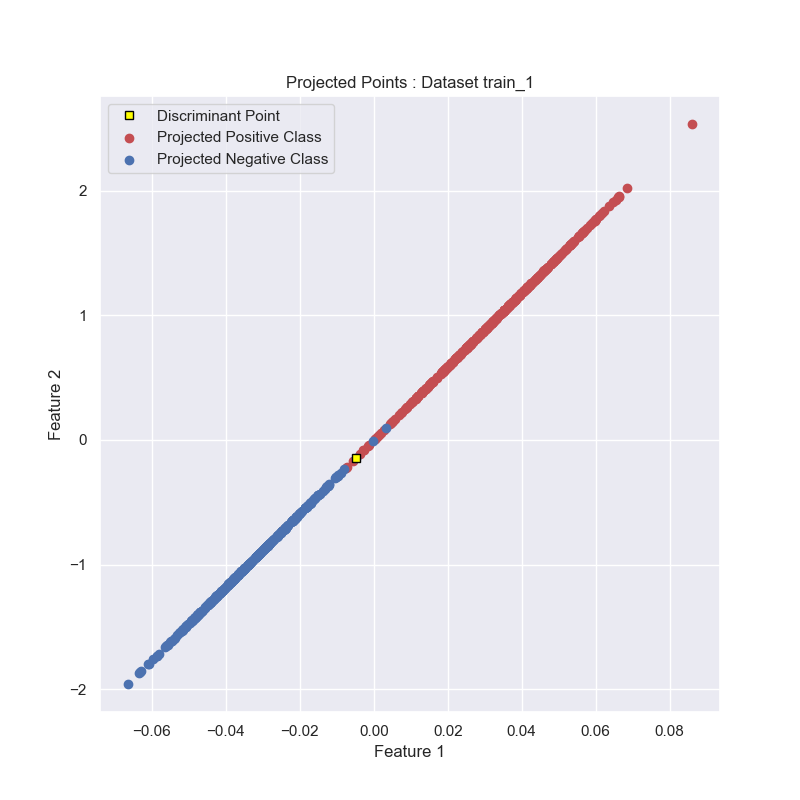 Projected Points : Dataset train_1
Discriminant Point
Projected Positive Class
Projected Negative Class
2
1
0
−1
−2
Feature 2
−0.06 −0.04 −0.02 0.00 0.02 0.04 0.06 0.08
Feature 1